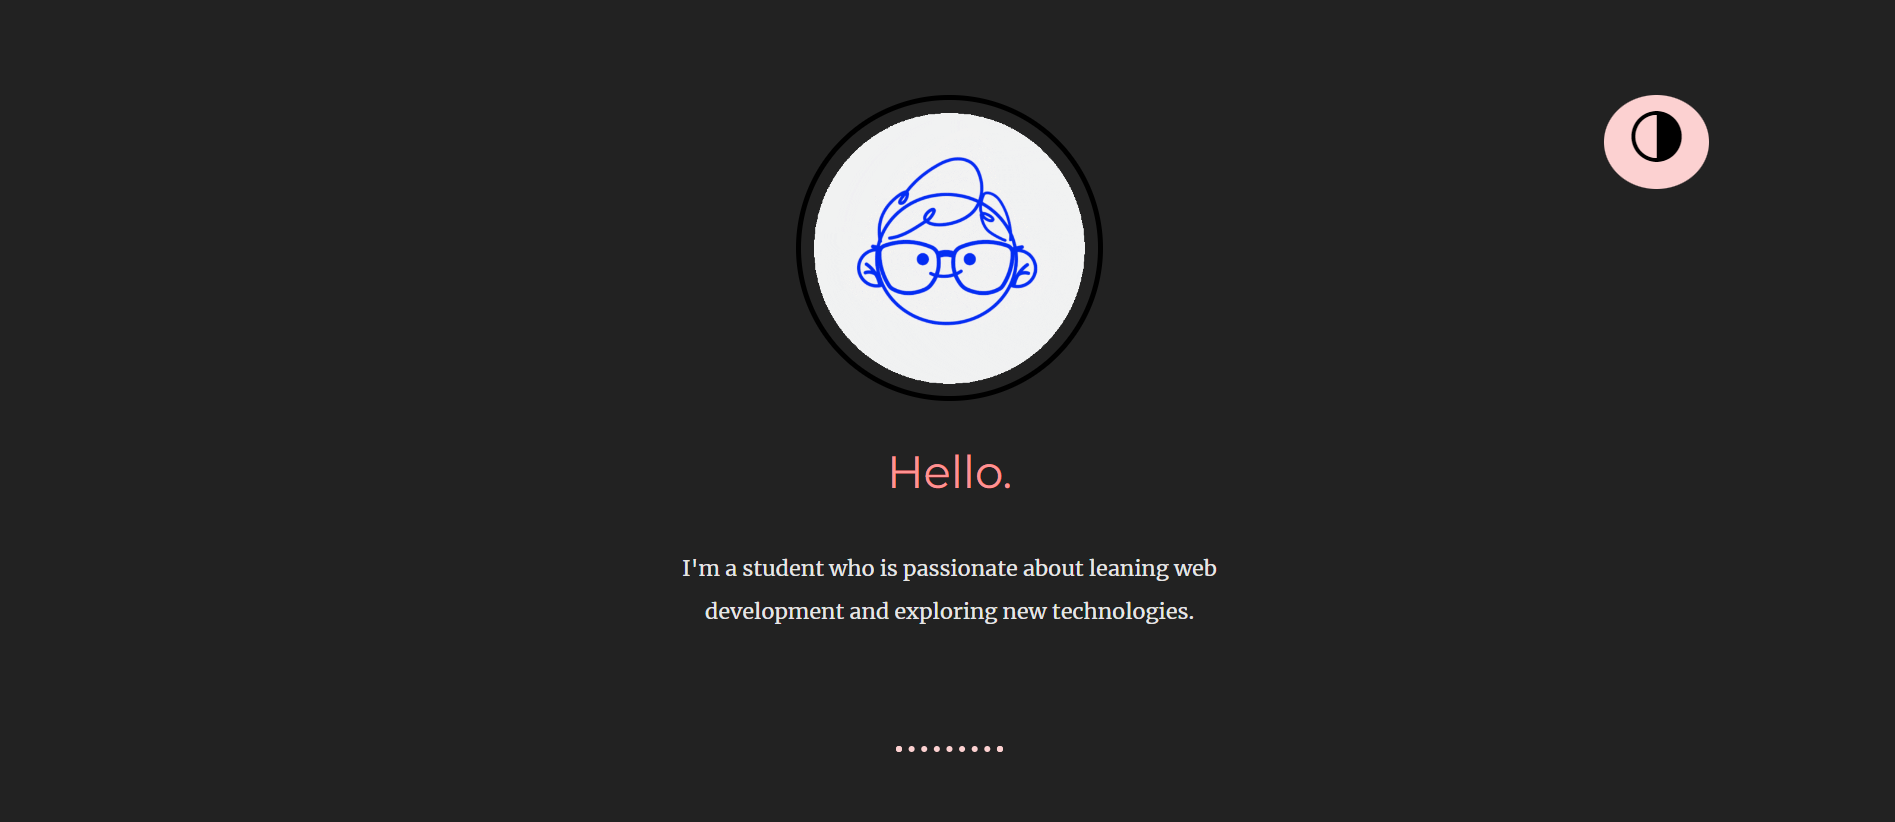 Hello.
I'm a student who is passionate about leaning web
development and exploring new technologies.